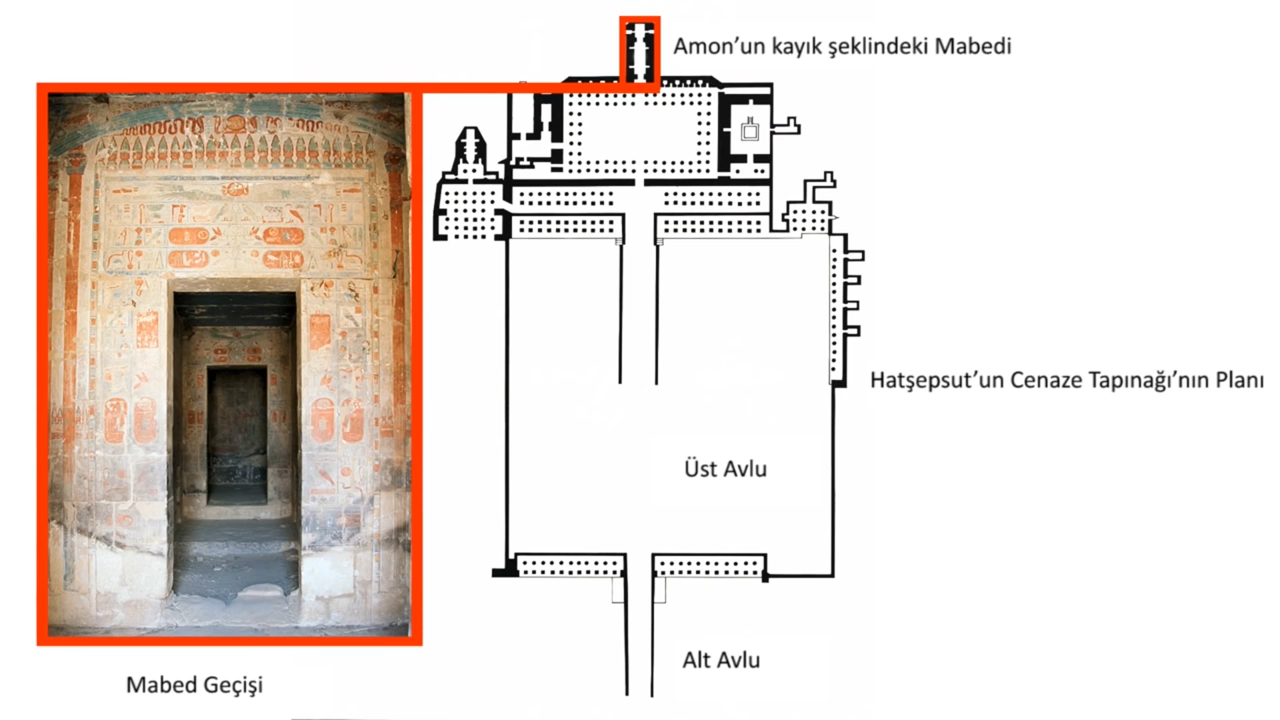 Amon’un kayık şeklindeki Mabedi
Hatşepsut’un Cenaze Tapınağı’nın Planı
Üst Avlu
Alt Avlu
Mabed Geçişi